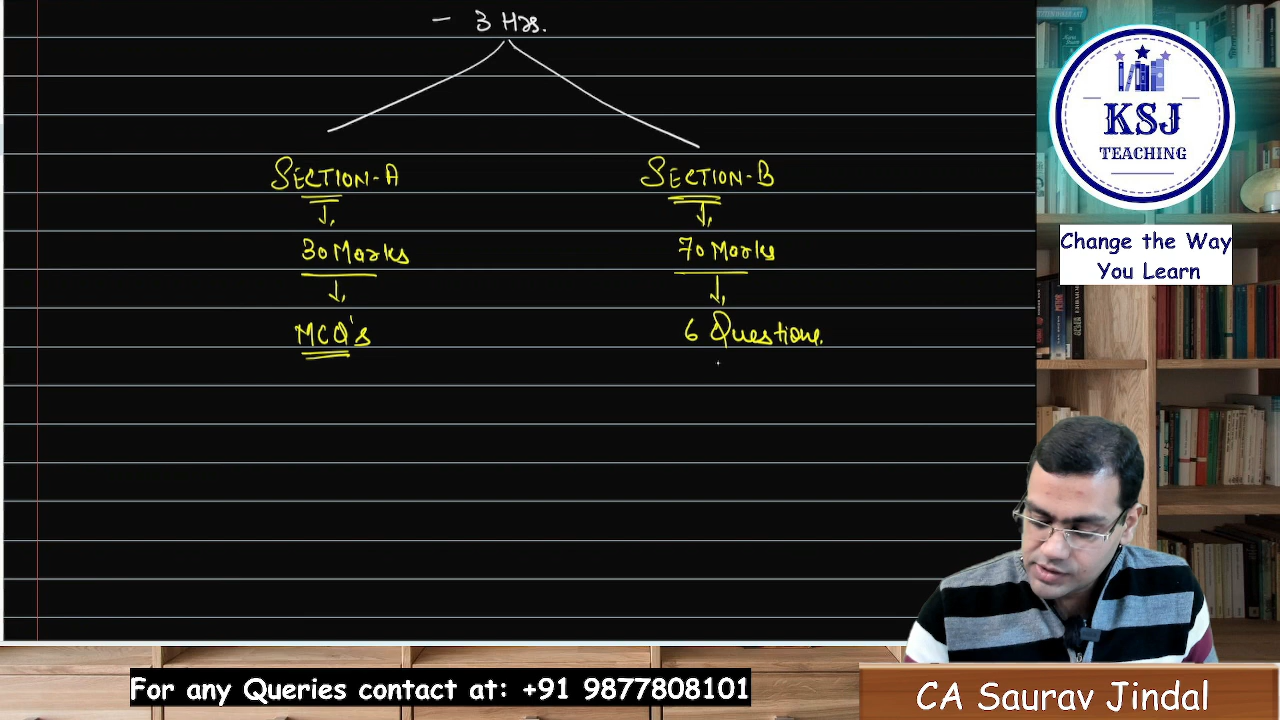 - 3 Hrs.
SECTION-A
30 Marks
MCQ's
SECTION-B
70 Marks
6 Questions.
KSJ
TEACHING
Change the Way
You Learn
For any Queries contact at: +91 9877808101
CA Saurav Jindal